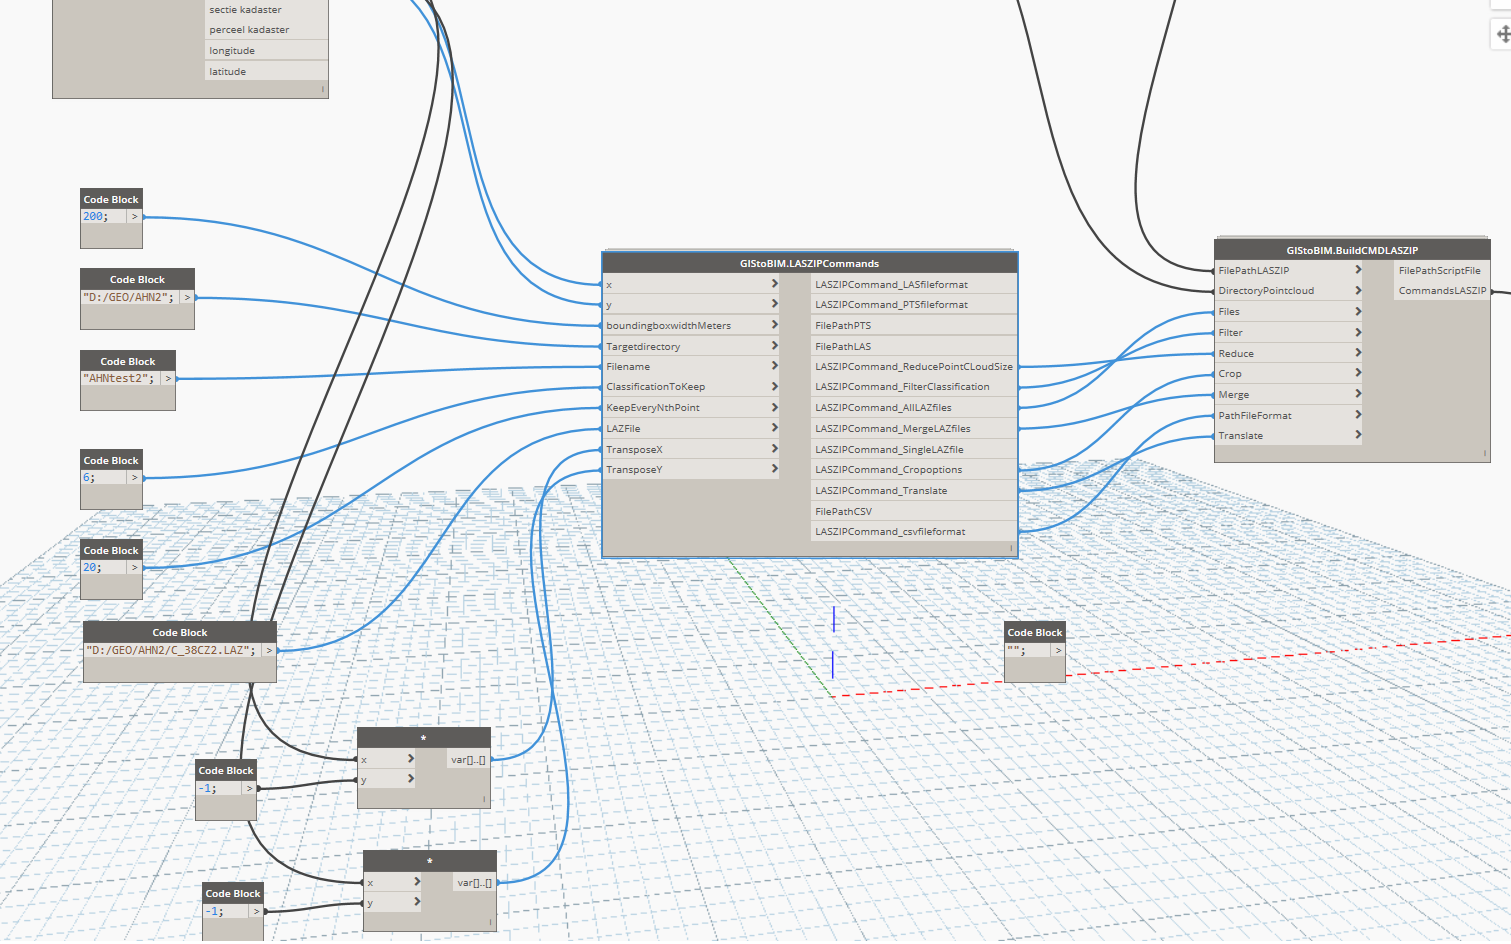 sectie kadaster
perceel kadaster
longitude
latitude
Code Block
200;
>
Code Block
"D:/GEO/AHN2";
>
Code Block
"AHNtest2";
>
Code Block
6;
>
Code Block
20;
>
Code Block
"D:/GEO/AHN2/C_38CZ2.LAZ";
>
GIStoBIM.LASZIPCommands
x > LASZIPCommand_LASfileformat
y LASZIPCommand_PTSfileformat
boundingboxwidthMeters > FilePathPTS
Targetdirectory > FilePathLAS
Filename > LASZIPCommand_ReducePointCLoudSize
ClassificationToKeep > LASZIPCommand_FilterClassification
KeepEveryNthPoint > LASZIPCommand_AllLAZfiles
LAZFile > LASZIPCommand_MergeLAZfiles
TransposeX > LASZIPCommand_SingleLAZfile
TransposeY > LASZIPCommand_Cropoptions
LASZIPCommand_Translate
FilePathCSV
LASZIPCommand_csvfileformat
GIStoBIM.BuildCMDLASZIP
FilePathLASZIP > FilePathScriptFile
DirectoryPointcloud > CommandsLASZIP
Files >
Filter >
Reduce >
Crop >
Merge >
PathFileFormat >
Translate >
Code Block
"";
>
*
x > var[]..[]
y >
Code Block
-1;
>
*
x > var[]..[]
y >
Code Block
-1;
>